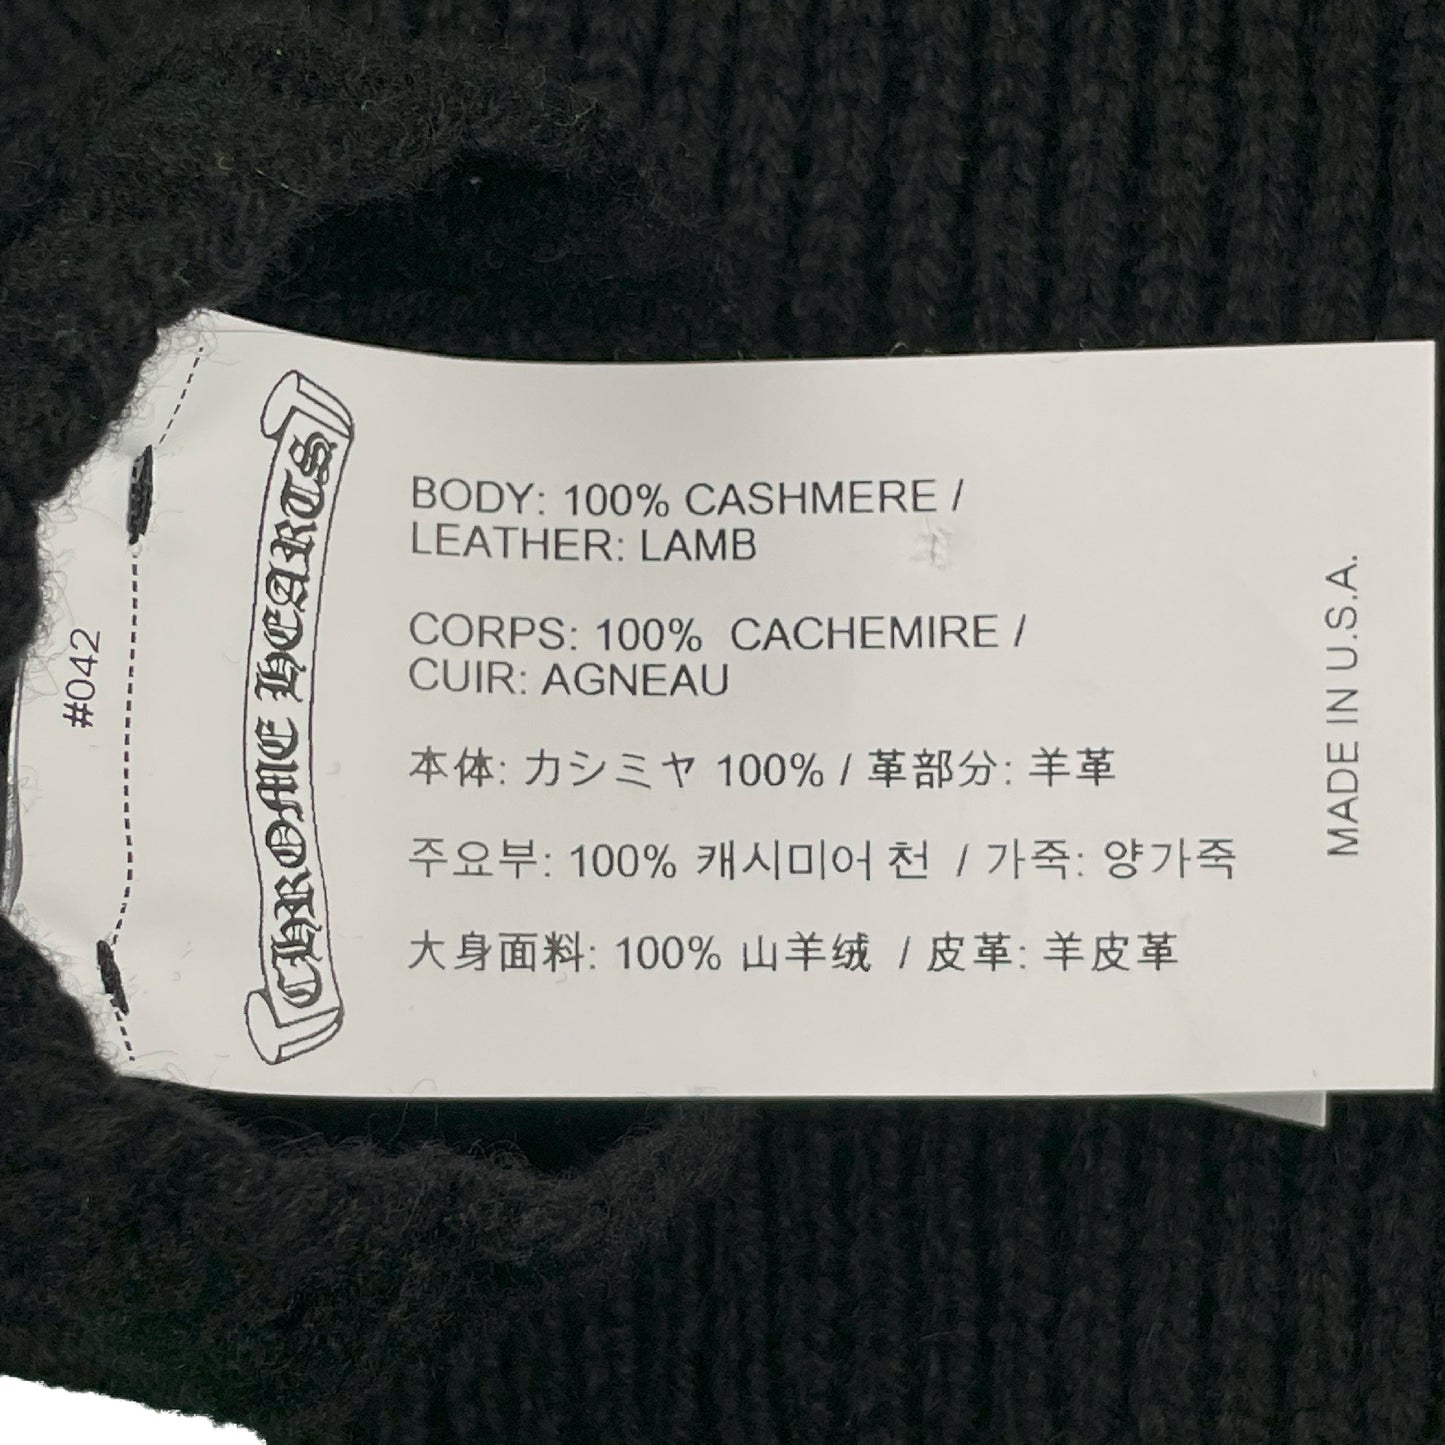 #042
CHROME HEARTS
BODY: 100% CASHMERE /
LEATHER: LAMB
CORPS: 100% CACHEMIRE /
CUIR: AGNEAU
本体: カシミヤ 100% / 革部分: 羊革
주요부: 100% 캐시미어 천 / 가죽: 양가죽
大身面料: 100% 山羊绒 / 皮革: 羊皮革
MADE IN U.S.A.